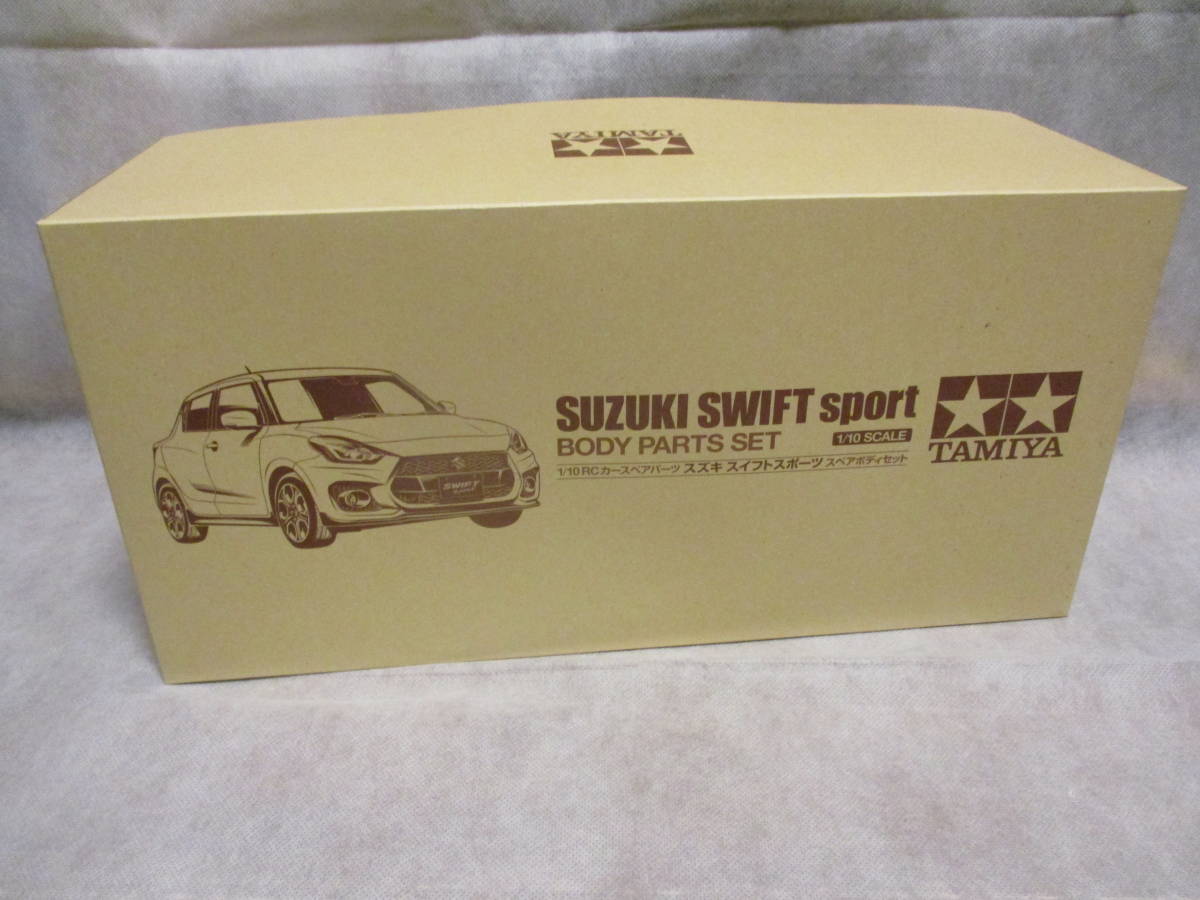 TAMIYA
SUZUKI SWIFT sport
BODY PARTS SET
1/10 SCALE
1/10 RCカースペアパーツ スズキ スイフトスポーツ スペアボディセット
TAMIYA
SWIFT